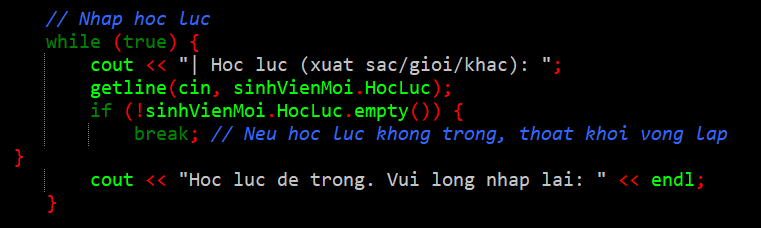 // Nhap hoc luc
while (true) {
cout << "| Hoc luc (xuat sac/gioi/khac): ";
getline(cin, sinhVienMoi.HocLuc);
if (!sinhVienMoi.HocLuc.empty()) {
break; // Neu hoc luc khong trong, thoat khoi vong lap
}
cout << "Hoc luc de trong. Vui long nhap lai: " << endl;
}